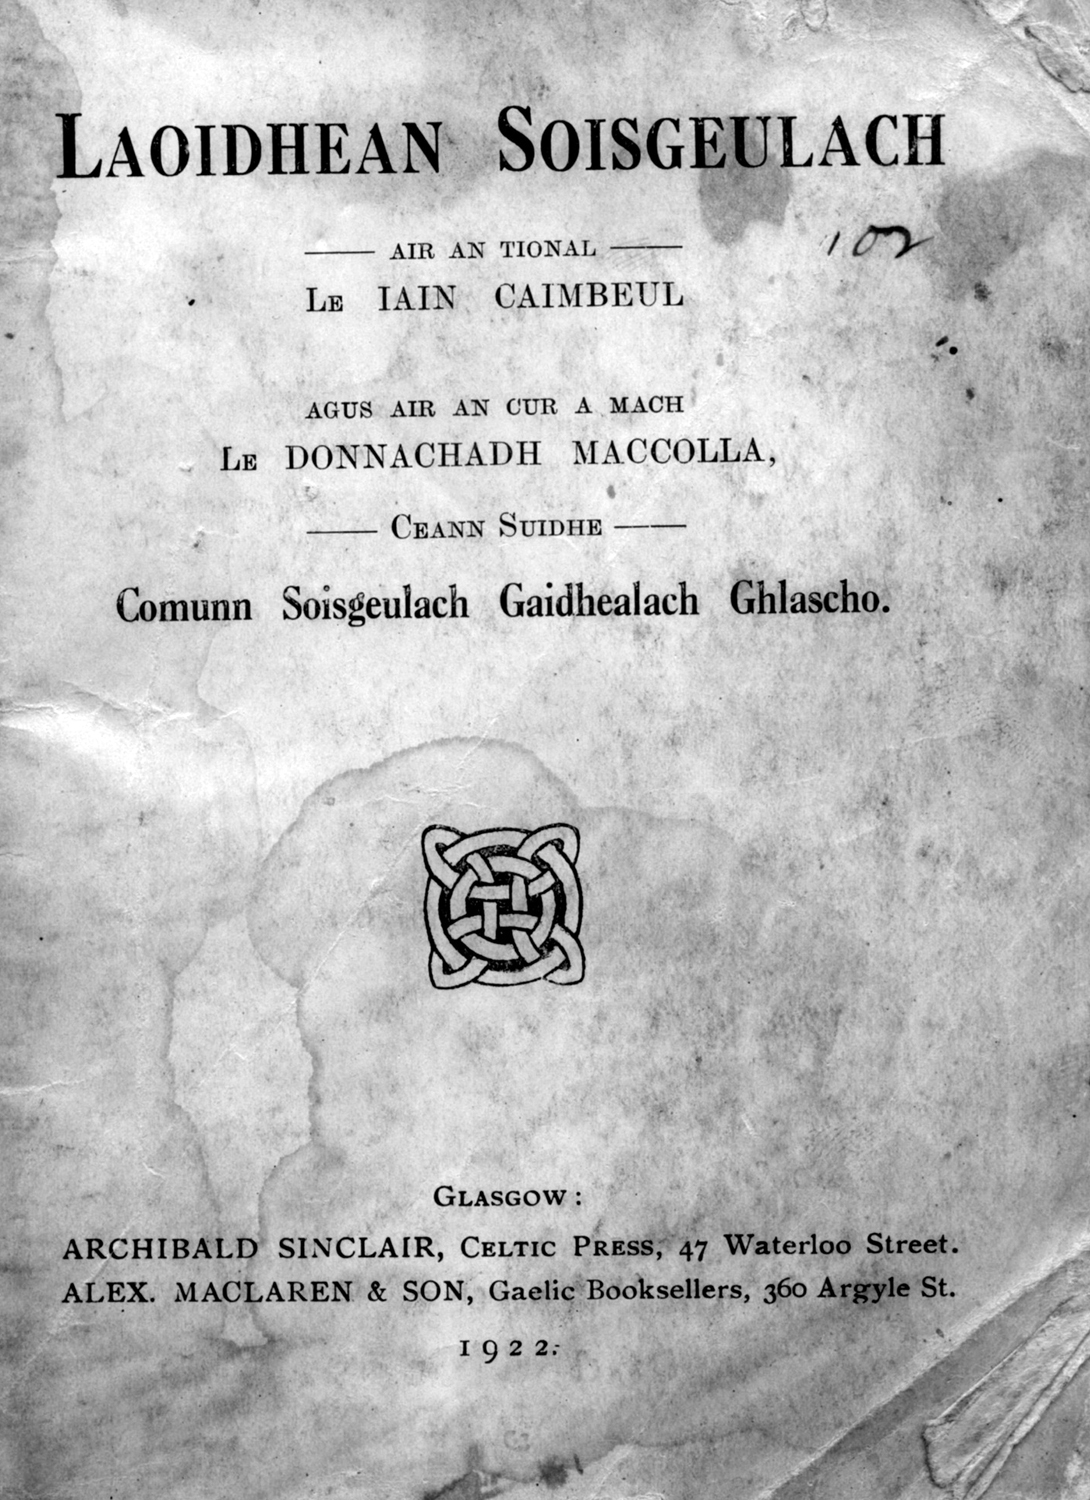 LAOIDHEAN SOISGEULACH
AIR AN TIONAL
102
LE IAIN CAIMBEUL
AGUS AIR AN CUR A MACH
LE DONNACHADH MACCOLLA,
CEANN SUIDHE
Comunn Soisgeulach Gaidhealach Ghlascho.
GLASGOW:
ARCHIBALD SINCLAIR, CELTIC PRESS, 47 Waterloo Street.
ALEX. MACLAREN & SON, Gaelic Booksellers, 360 Argyle St.
1922.